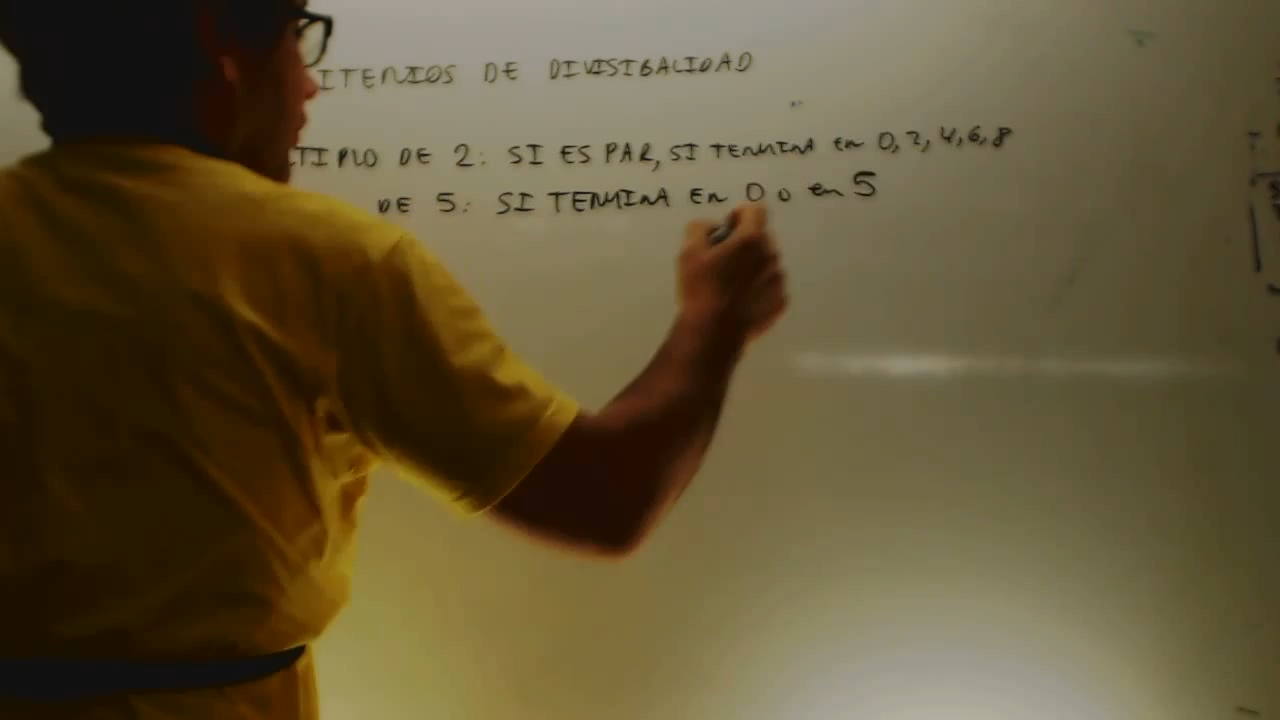 ITERIOS DE DIVISIBALIDAD
TIPLO DE 2: SI ES PAR, SI TERMINA en 0, 2, 4, 6, 8
DE 5: SI TERMINA En 0 o en 5